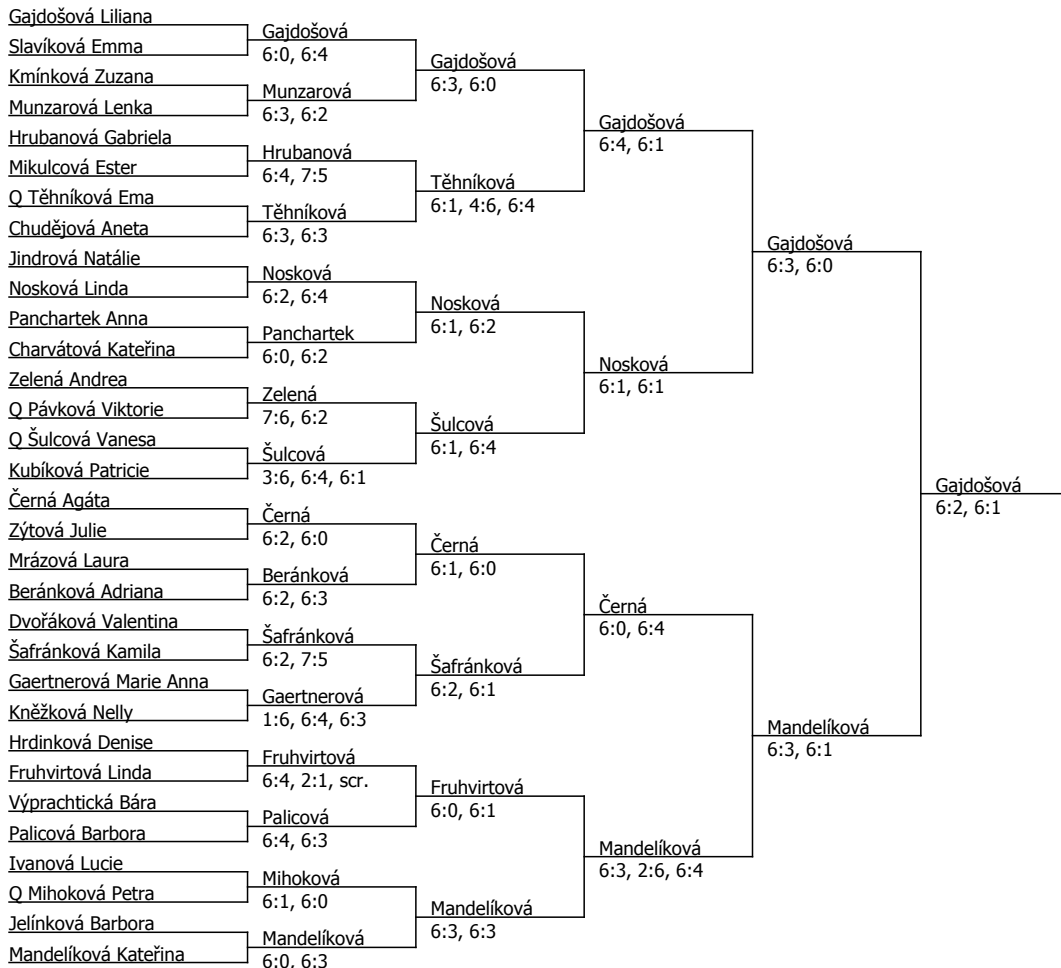 Gajdošová Liliana
Slavíková Emma
Kmínková Zuzana
Munzarová Lenka
Hrubanová Gabriela
Mikulcová Ester
Q Těhníková Ema
Chudějová Aneta
Jindrová Natálie
Nosková Linda
Panchartek Anna
Charvátová Kateřina
Zelená Andrea
Q Pávková Viktorie
Q Šulcová Vanesa
Kubíková Patricie
Černá Agáta
Zýtová Julie
Mrázová Laura
Beránková Adriana
Dvořáková Valentina
Šafránková Kamila
Gaertnerová Marie Anna
Kněžková Nelly
Hrdinková Denise
Fruhvirtová Linda
Výprachtická Bára
Palicová Barbora
Ivanová Lucie
Q Mihoková Petra
Jelínková Barbora
Mandelíková Kateřina
Gajdošová
6:0, 6:4
Munzarová
6:3, 6:2
Hrubanová
6:4, 7:5
Těhníková
6:3, 6:3
Nosková
6:2, 6:4
Panchartek
6:0, 6:2
Zelená
7:6, 6:2
Šulcová
3:6, 6:4, 6:1
Černá
6:2, 6:0
Beránková
6:2, 6:3
Šafránková
6:2, 7:5
Gaertnerová
1:6, 6:4, 6:3
Fruhvirtová
6:4, 2:1, scr.
Palicová
6:4, 6:3
Mihoková
6:1, 6:0
Mandelíková
6:0, 6:3
Gajdošová
6:3, 6:0
Těhníková
6:1, 4:6, 6:4
Nosková
6:1, 6:2
Šulcová
6:1, 6:4
Černá
6:1, 6:0
Šafránková
6:2, 6:1
Fruhvirtová
6:0, 6:1
Mandelíková
6:3, 6:3
Gajdošová
6:4, 6:1
Nosková
6:1, 6:1
Černá
6:0, 6:4
Mandelíková
6:3, 2:6, 6:4
Gajdošová
6:3, 6:0
Mandelíková
6:3, 6:1
Gajdošová
6:2, 6:1